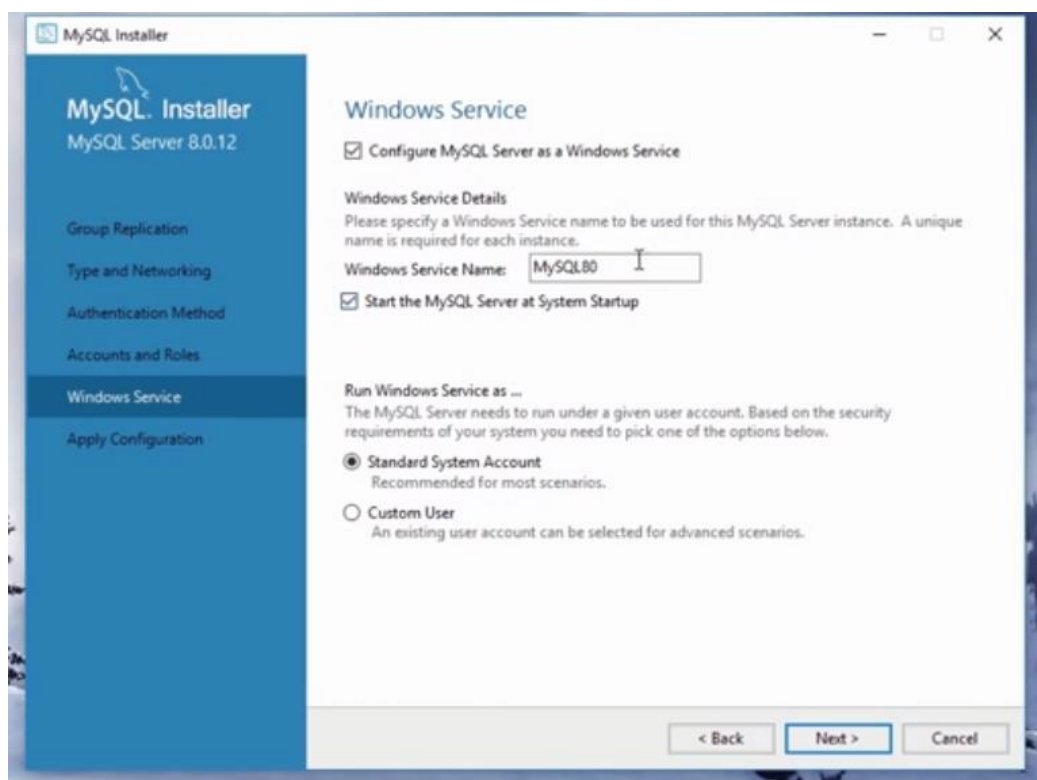 MySQL Installer
MySQL. Installer
MySQL Server 8.0.12
Group Replication
Type and Networking
Authentication Method
Accounts and Roles
Windows Service
Apply Configuration
Windows Service
Configure MySQL Server as a Windows Service
Windows Service Details
Please specify a Windows Service name to be used for this MySQL Server instance. A unique
name is required for each instance.
Windows Service Name: MySQL80
Start the MySQL Server at System Startup
Run Windows Service as ...
The MySQL Server needs to run under a given user account. Based on the security
requirements of your system you need to pick one of the options below.
Standard System Account
Recommended for most scenarios.
Custom User
An existing user account can be selected for advanced scenarios.
< Back Next > Cancel